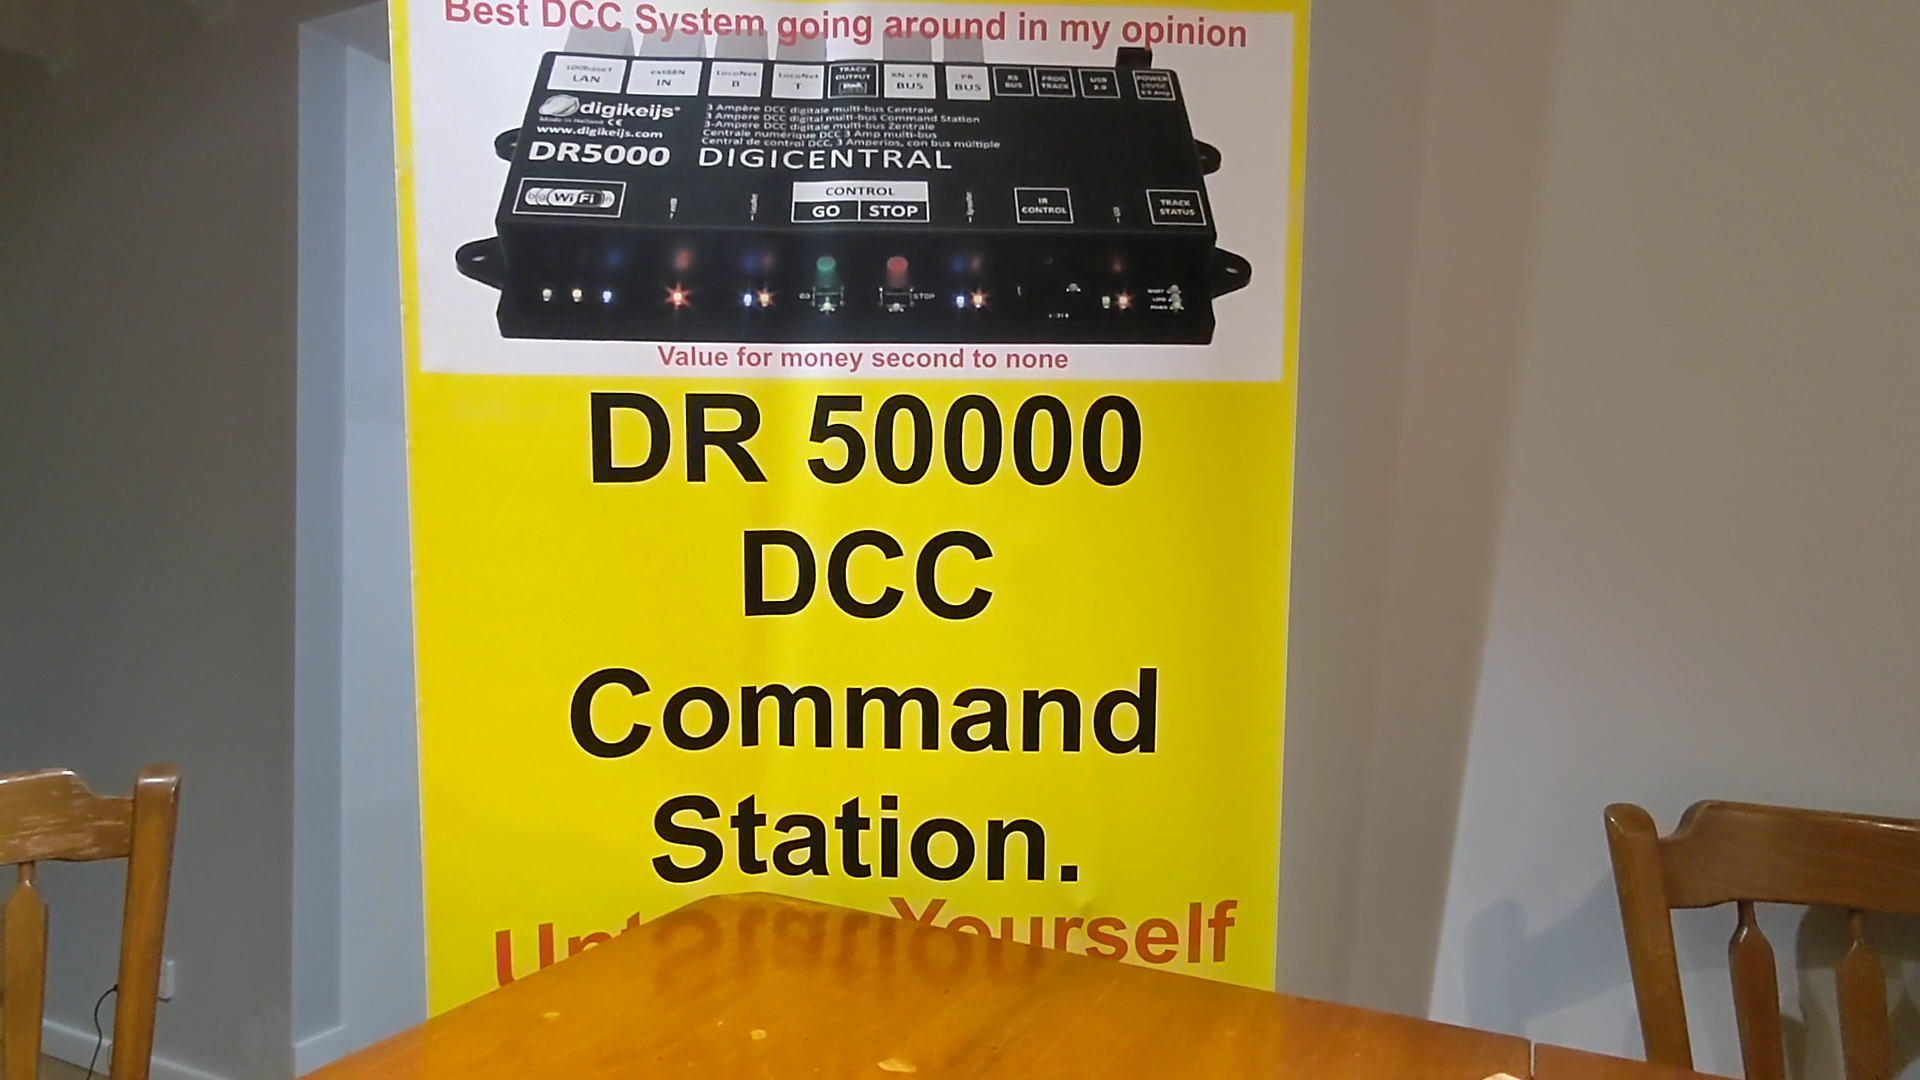 Best DCC System going around in my opinion
100baseT
LAN
ext88N
IN
LocoNet
B
LocoNet
T
TRACK
OUTPUT
XN + FB
BUS
FB
BUS
RS
BUS
PROG
TRACK
USB
2.0
POWER
digikeijs
Made in Holland CE
www.digikeijs.com
3 Ampère DCC digitale multi-bus Centrale
3 Ampere DCC digital multi-bus Command Station
3-Ampere DCC digitale multi-bus Zentrale
Centrale numérique DCC 3 Amp multi-bus
Central de control DCC, 3 Amperios, con bus múltiple
DR5000 DIGICENTRAL
WiFi
CONTROL
GO STOP
IR
CONTROL
TRACK
STATUS
GO
STOP
Value for money second to none
DR 50000
DCC
Command
Station.
Yourself